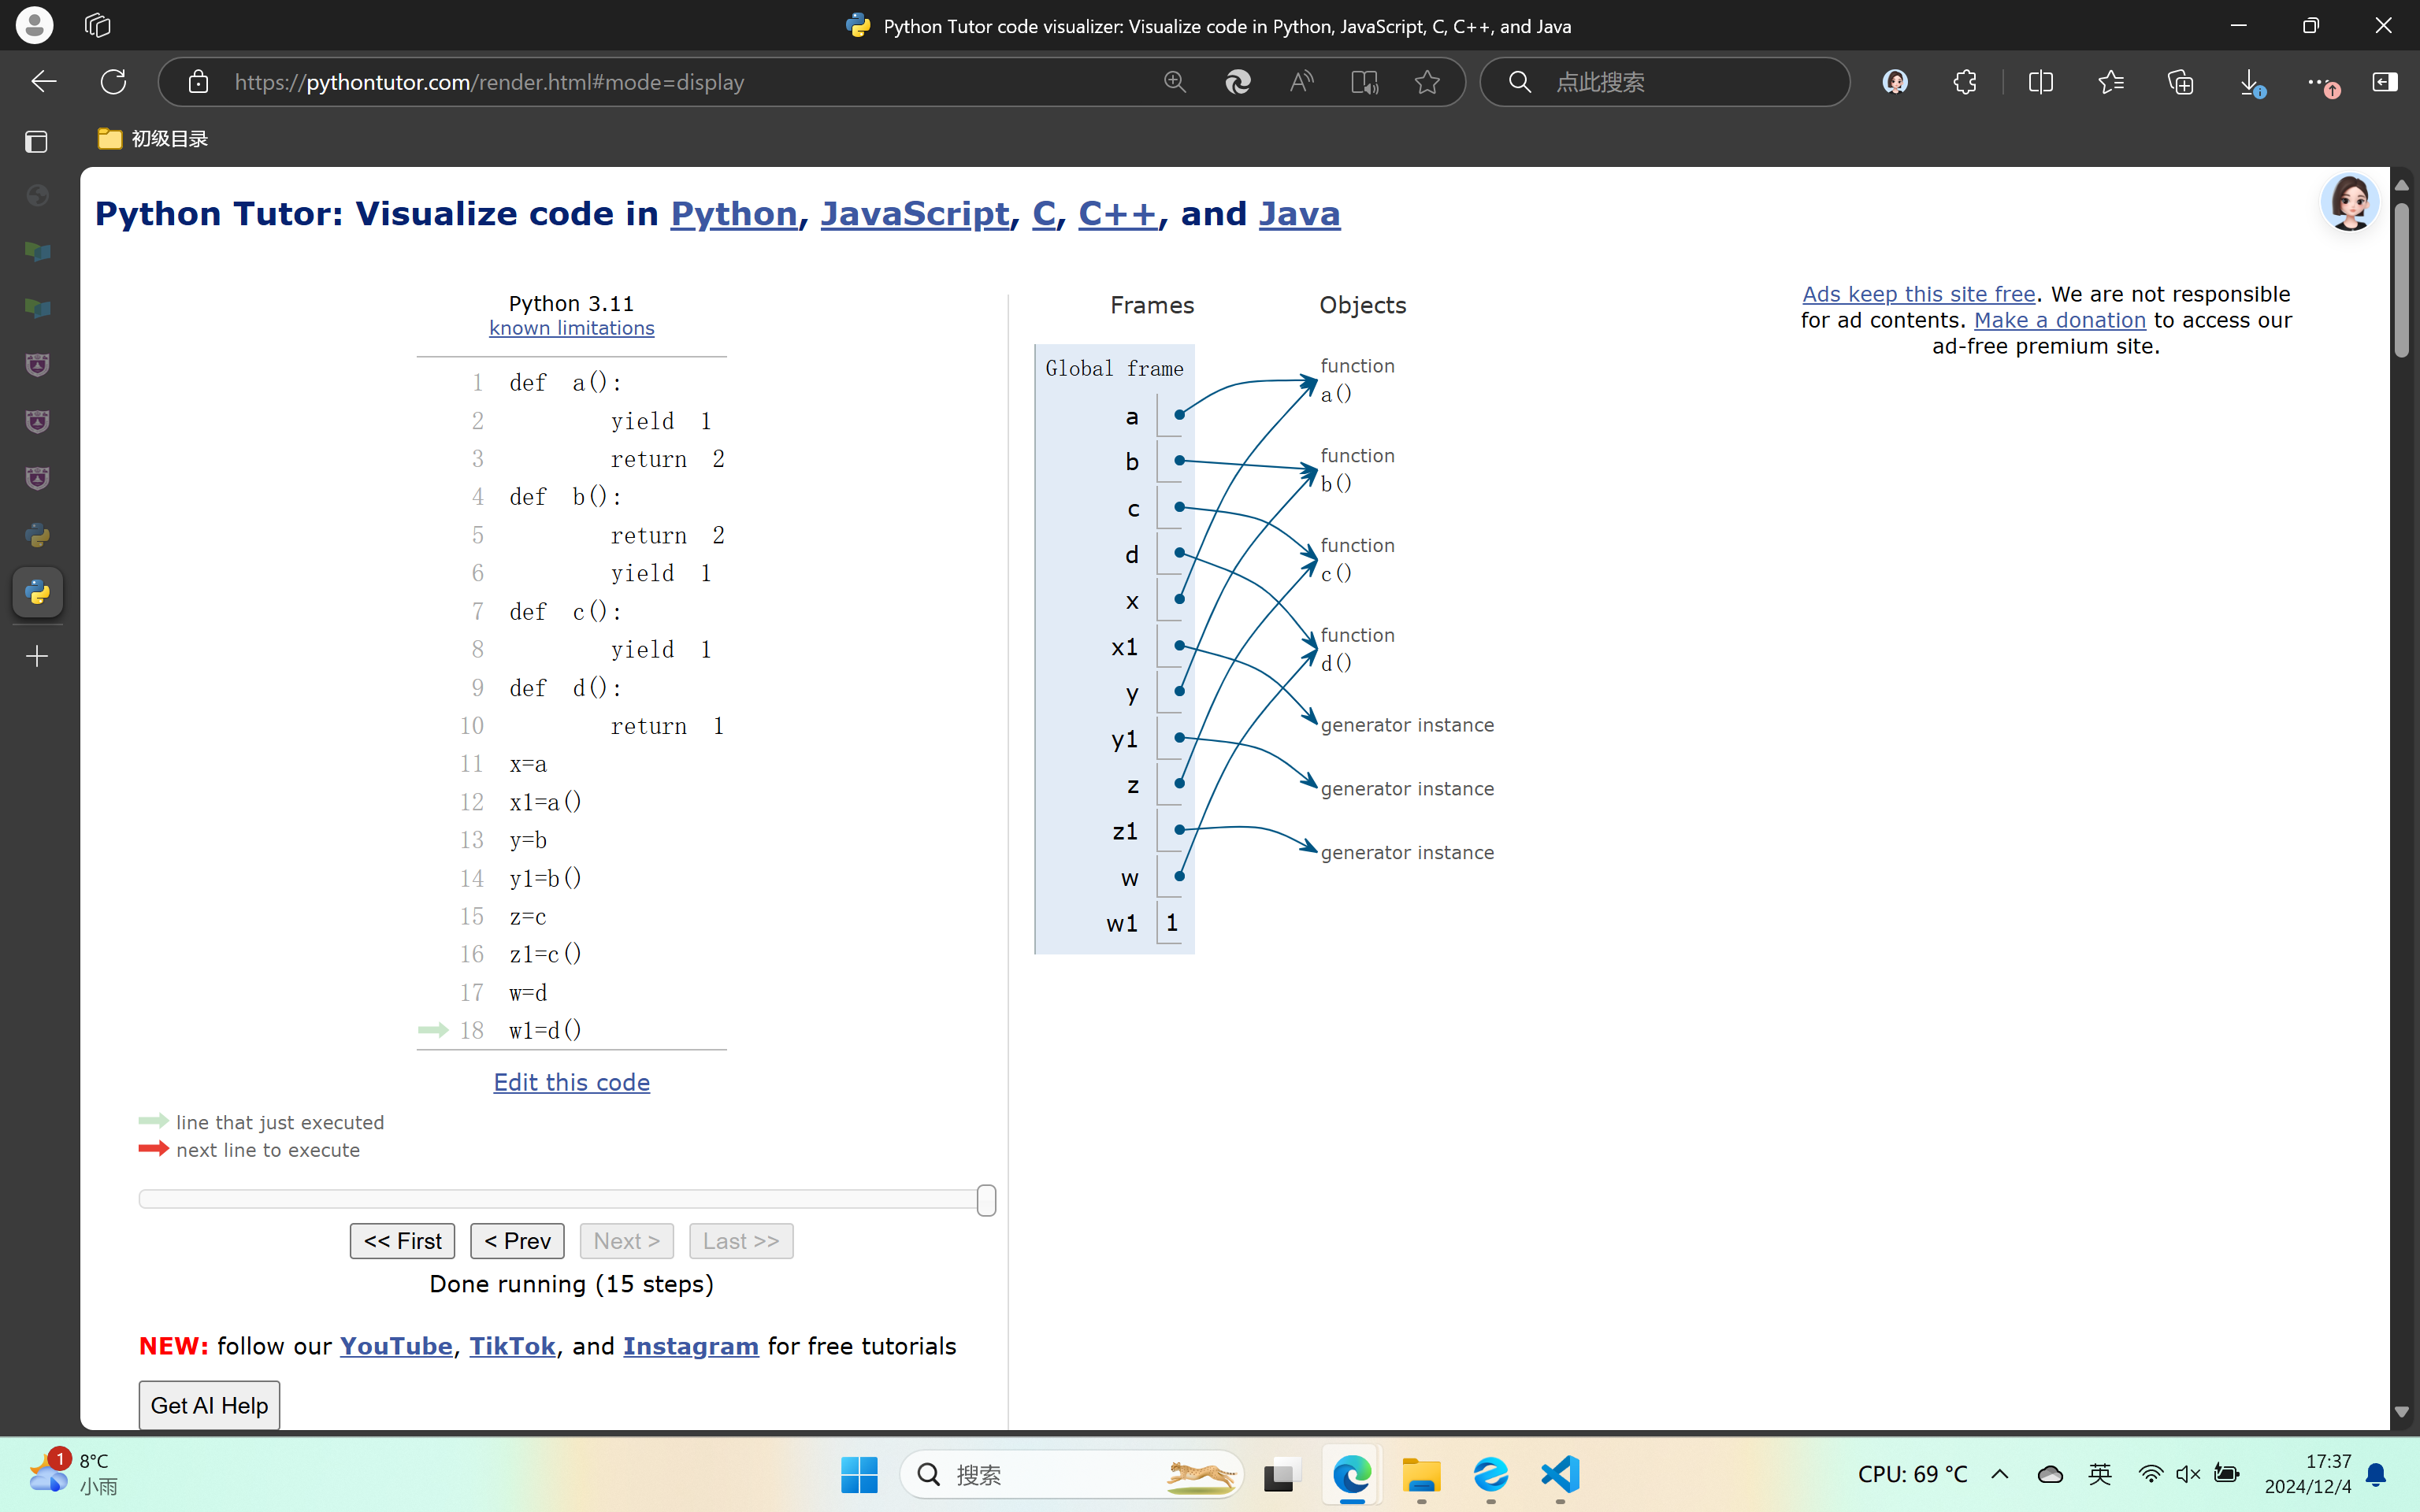 Python Tutor code visualizer: Visualize code in Python, JavaScript, C, C++, and Java
https://pythontutor.com/render.html#mode=display
点此搜索
初级目录
Python Tutor: Visualize code in Python, JavaScript, C, C++, and Java
Python 3.11
known limitations
1 def a():
2 yield 1
3 return 2
4 def b():
5 return 2
6 yield 1
7 def c():
8 yield 1
9 def d():
10 return 1
11 x=a
12 x1=a()
13 y=b
14 y1=b()
15 z=c
16 z1=c()
17 w=d
18 w1=d()
Edit this code
line that just executed
next line to execute
<< First
< Prev
Next >
Last >>
Done running (15 steps)
NEW: follow our YouTube, TikTok, and Instagram for free tutorials
Get AI Help
Frames
Objects
Global frame
a
b
c
d
x
x1
y
y1
z
z1
w
w1 1
function
a()
function
b()
function
c()
function
d()
generator instance
generator instance
generator instance
Ads keep this site free. We are not responsible
for ad contents. Make a donation to access our
ad-free premium site.
1
8°C
小雨
搜索
CPU: 69 °C
英
17:37
2024/12/4